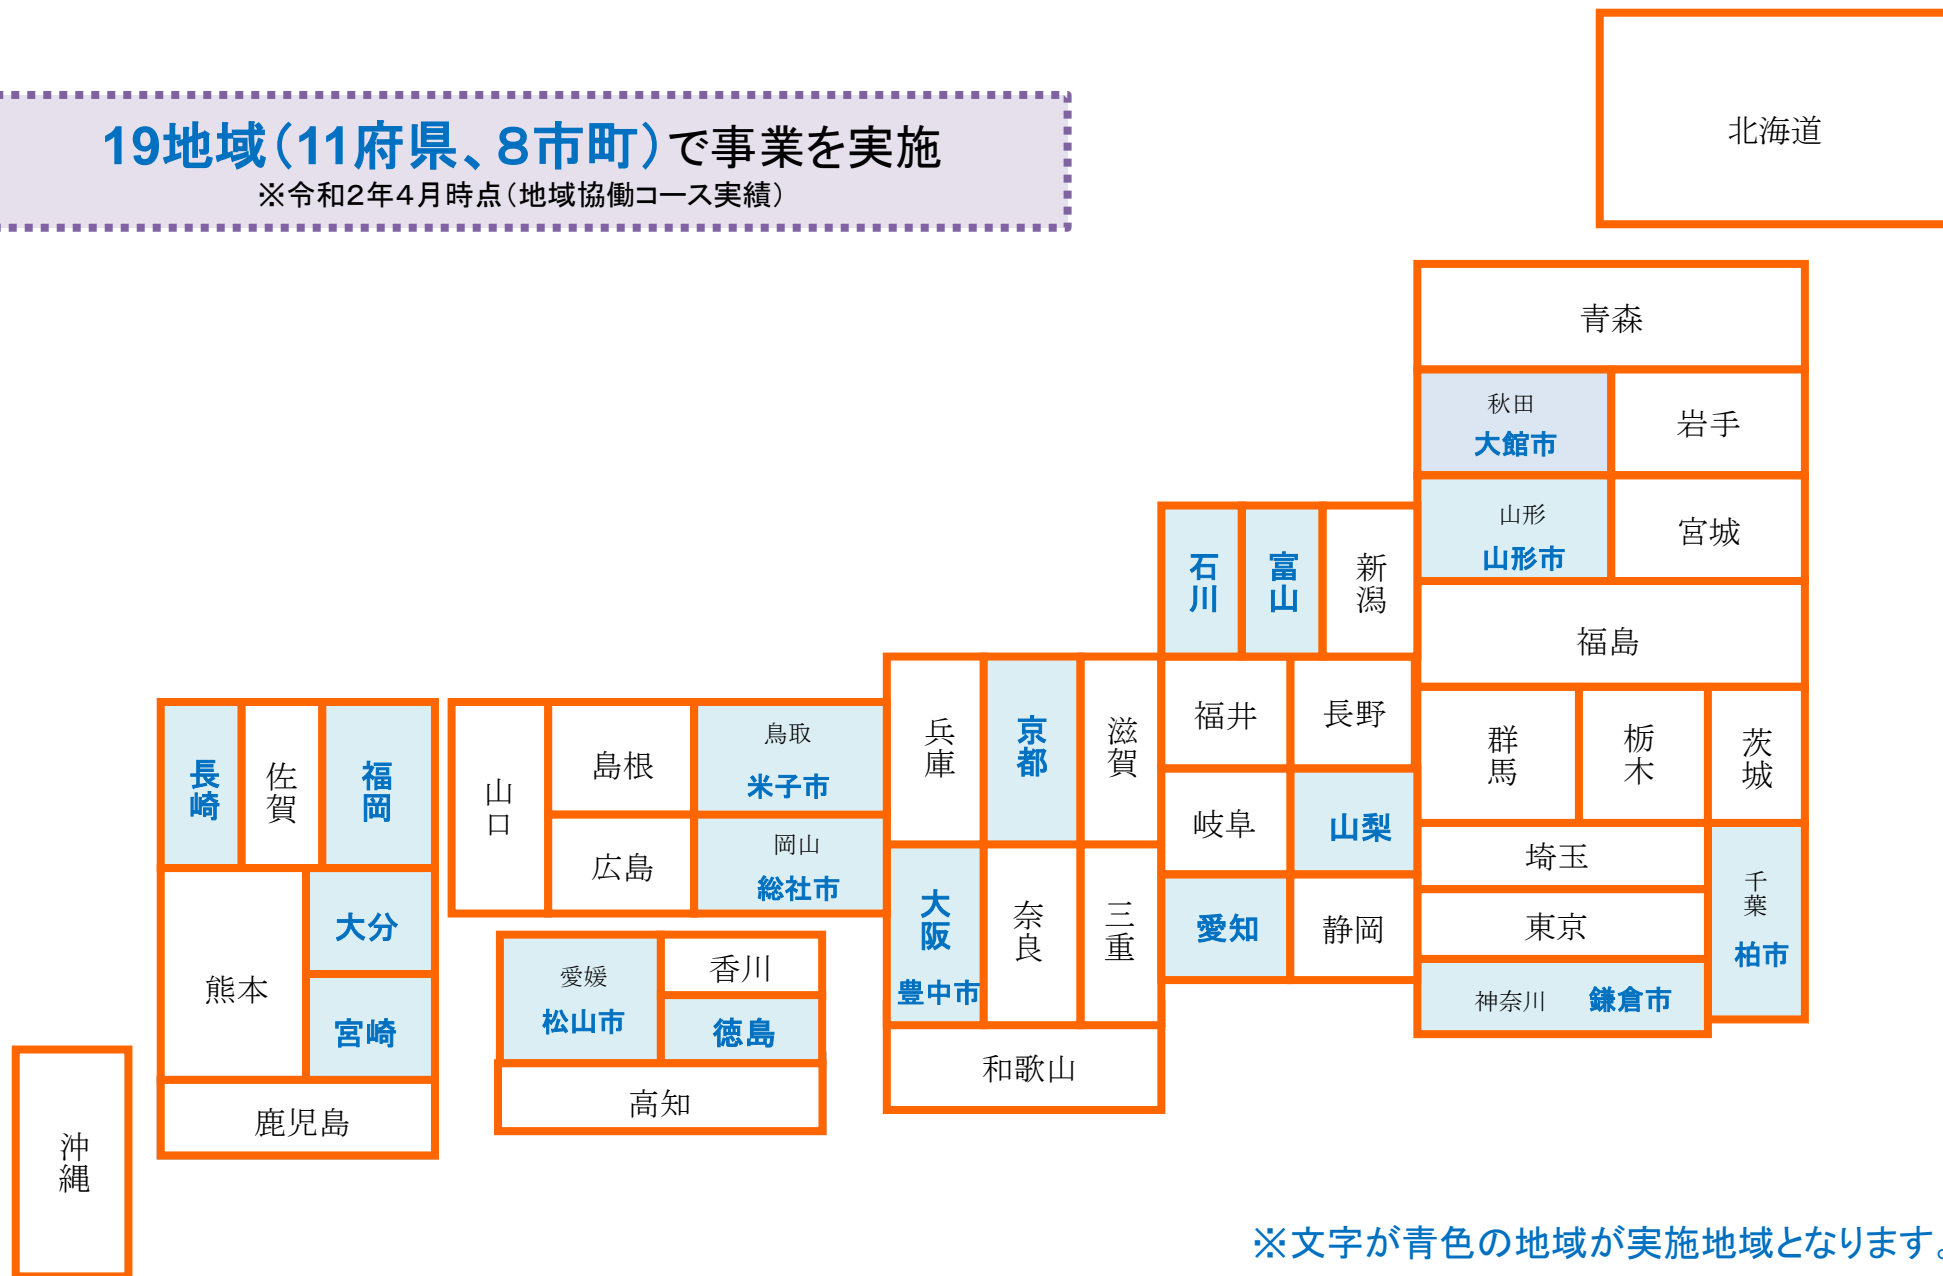 北海道
19地域（11府県、８市町）で事業を実施
※令和２年４月時点（地域協働コース実績）
青森
秋田
大館市
岩手
山形
山形市
宮城
石川
富山
新潟
福島
福井
長野
群馬
栃木
茨城
岐阜
山梨
埼玉
千葉
柏市
東京
愛知
静岡
神奈川 鎌倉市
兵庫
京都
滋賀
大阪
豊中市
奈良
三重
和歌山
山口
島根
鳥取
米子市
広島
岡山
総社市
愛媛
松山市
香川
徳島
高知
長崎
佐賀
福岡
熊本
大分
宮崎
鹿児島
沖縄
※文字が青色の地域が実施地域となります。